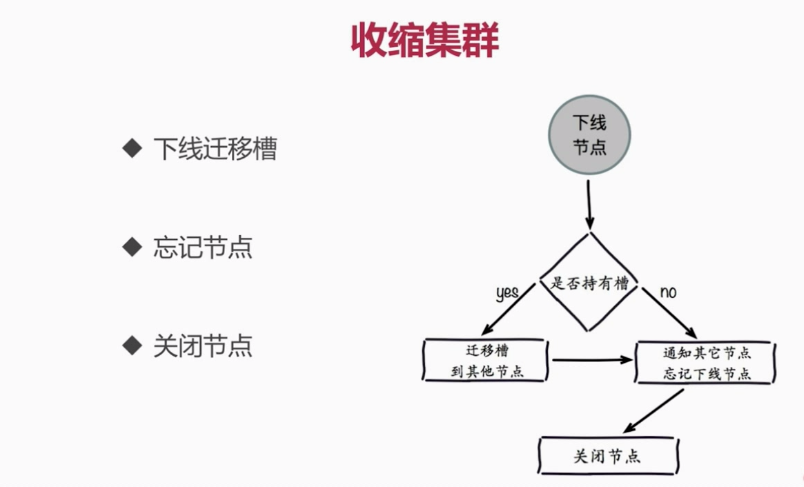 收缩集群
◆ 下线迁移槽
◆ 忘记节点
◆ 关闭节点
下线
节点
是否持有槽
yes
no
迁移槽
到其他节点
通知其它节点
忘记下线节点
关闭节点